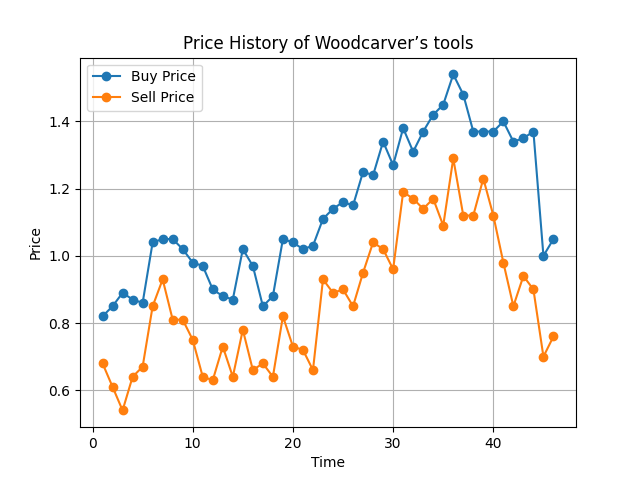 Price History of Woodcarver’s tools
Buy Price
Sell Price
1.4
1.2
1.0
0.8
0.6
Price
0
10
20
30
40
Time